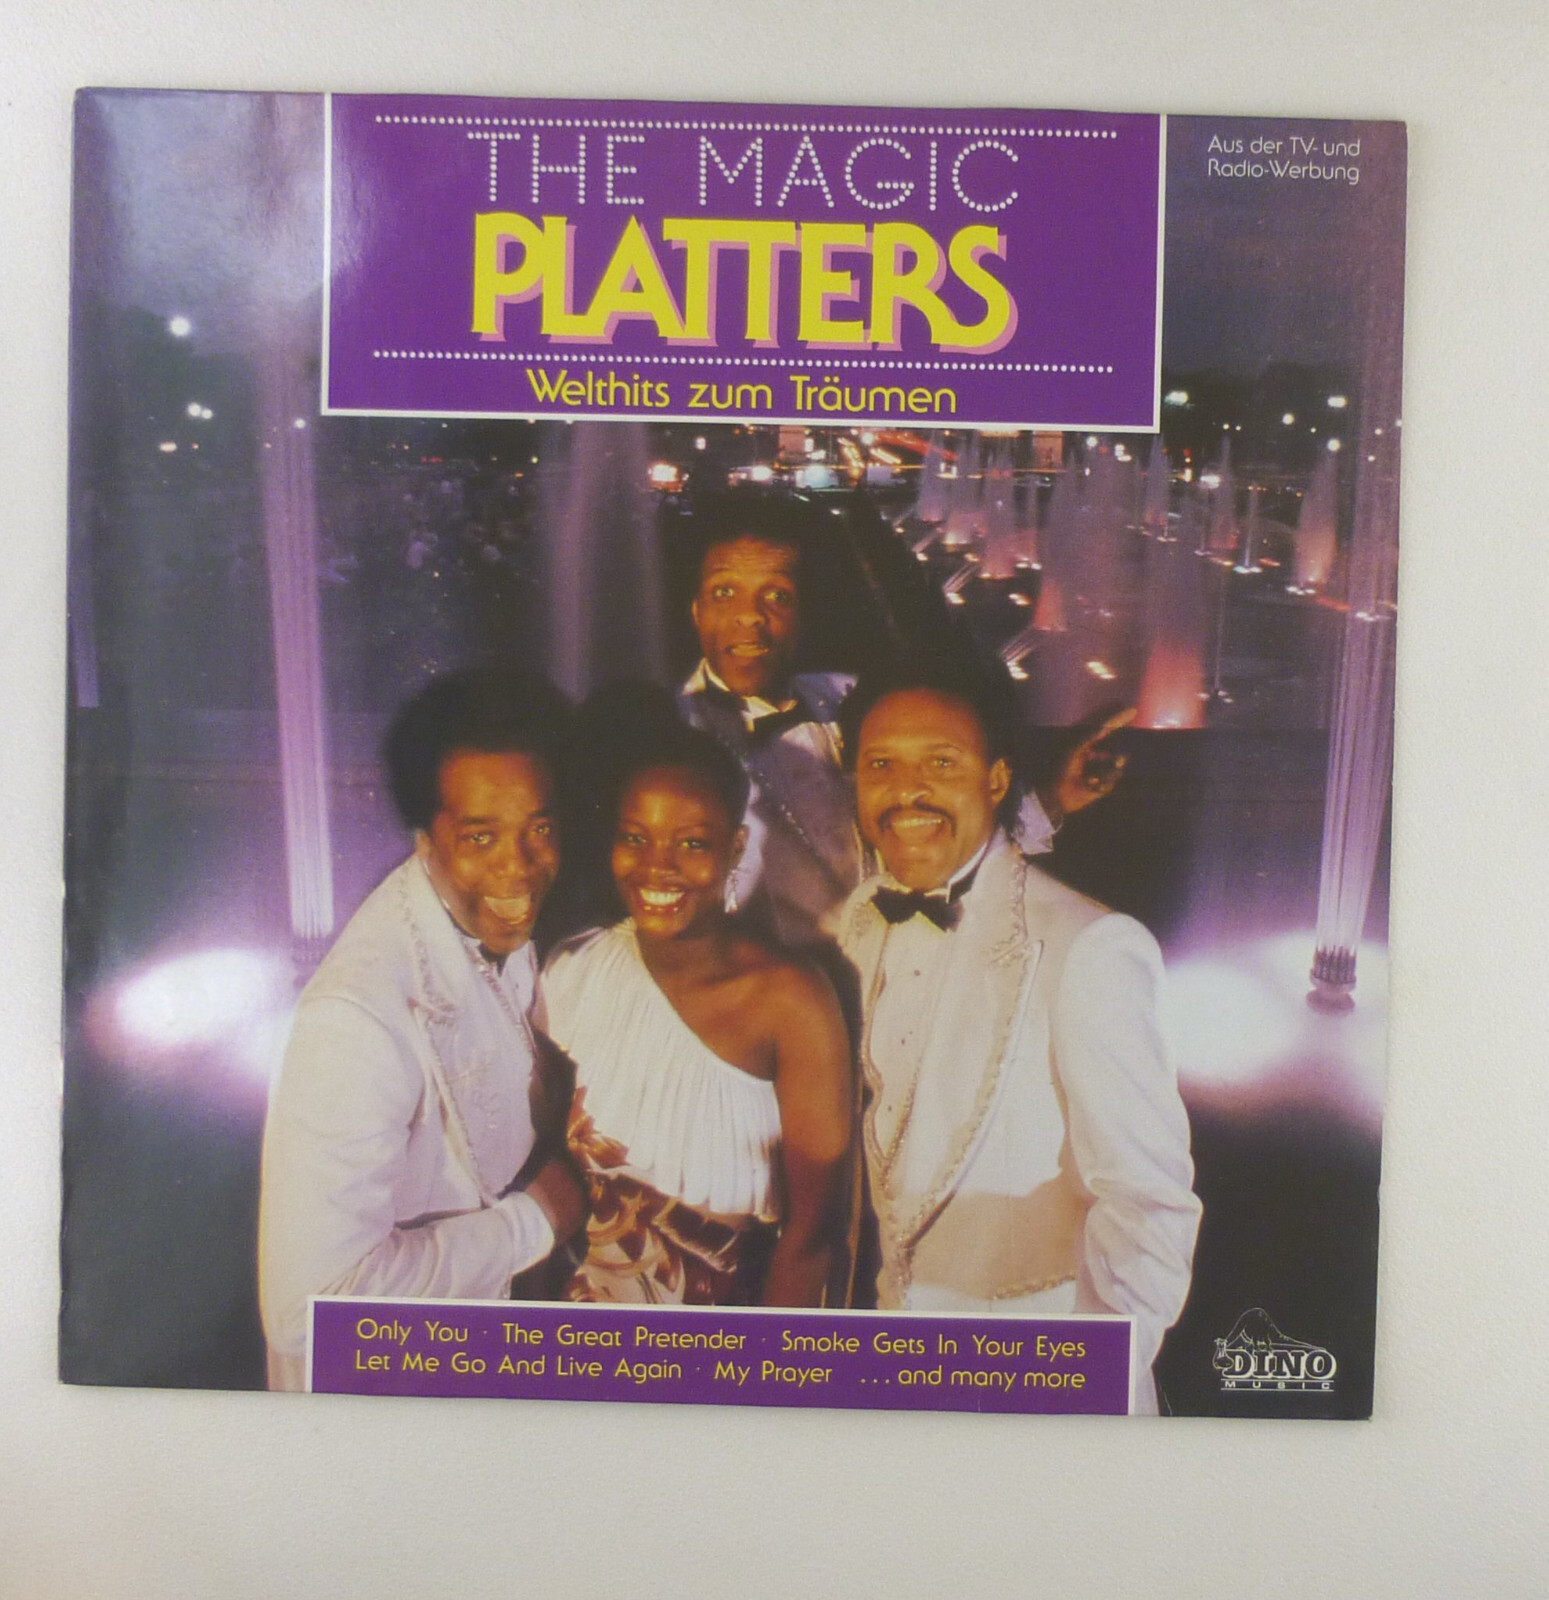 THE MAGIC
PLATTERS
Welthits zum Träumen
Aus der TV- und
Radio-Werbung
Only You · The Great Pretender · Smoke Gets In Your Eyes
Let Me Go And Live Again · My Prayer ...and many more
DINO
MUSIC